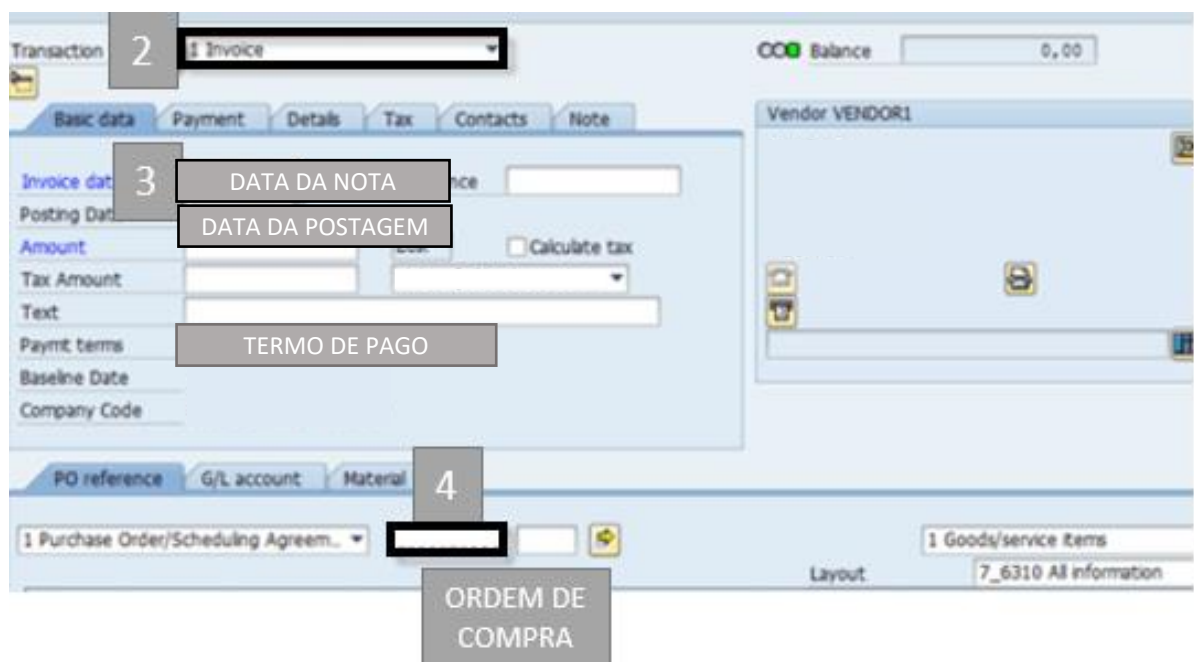 Transaction 2 1 Invoice Balance 0,00
Basic data Payment Details Tax Contacts Note Vendor VENDOR1
Invoice dat 3 DATA DA NOTA nce
Posting Dat DATA DA POSTAGEM
Amount Calculate tax
Tax Amount
Text
Paymt terms TERMO DE PAGO
Baseline Date
Company Code
PO reference G/L account Material 4
1 Purchase Order/Scheduling Agreem.. 1 Goods/service items
Layout 7_6310 All information
ORDEM DE
COMPRA